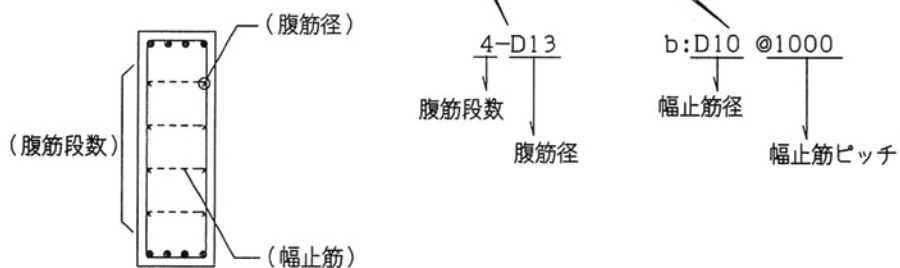 (腹筋径)
(腹筋段数)
(幅止筋)
4-D13
腹筋段数
腹筋径
b:D10 @1000
幅止筋径
幅止筋ピッチ